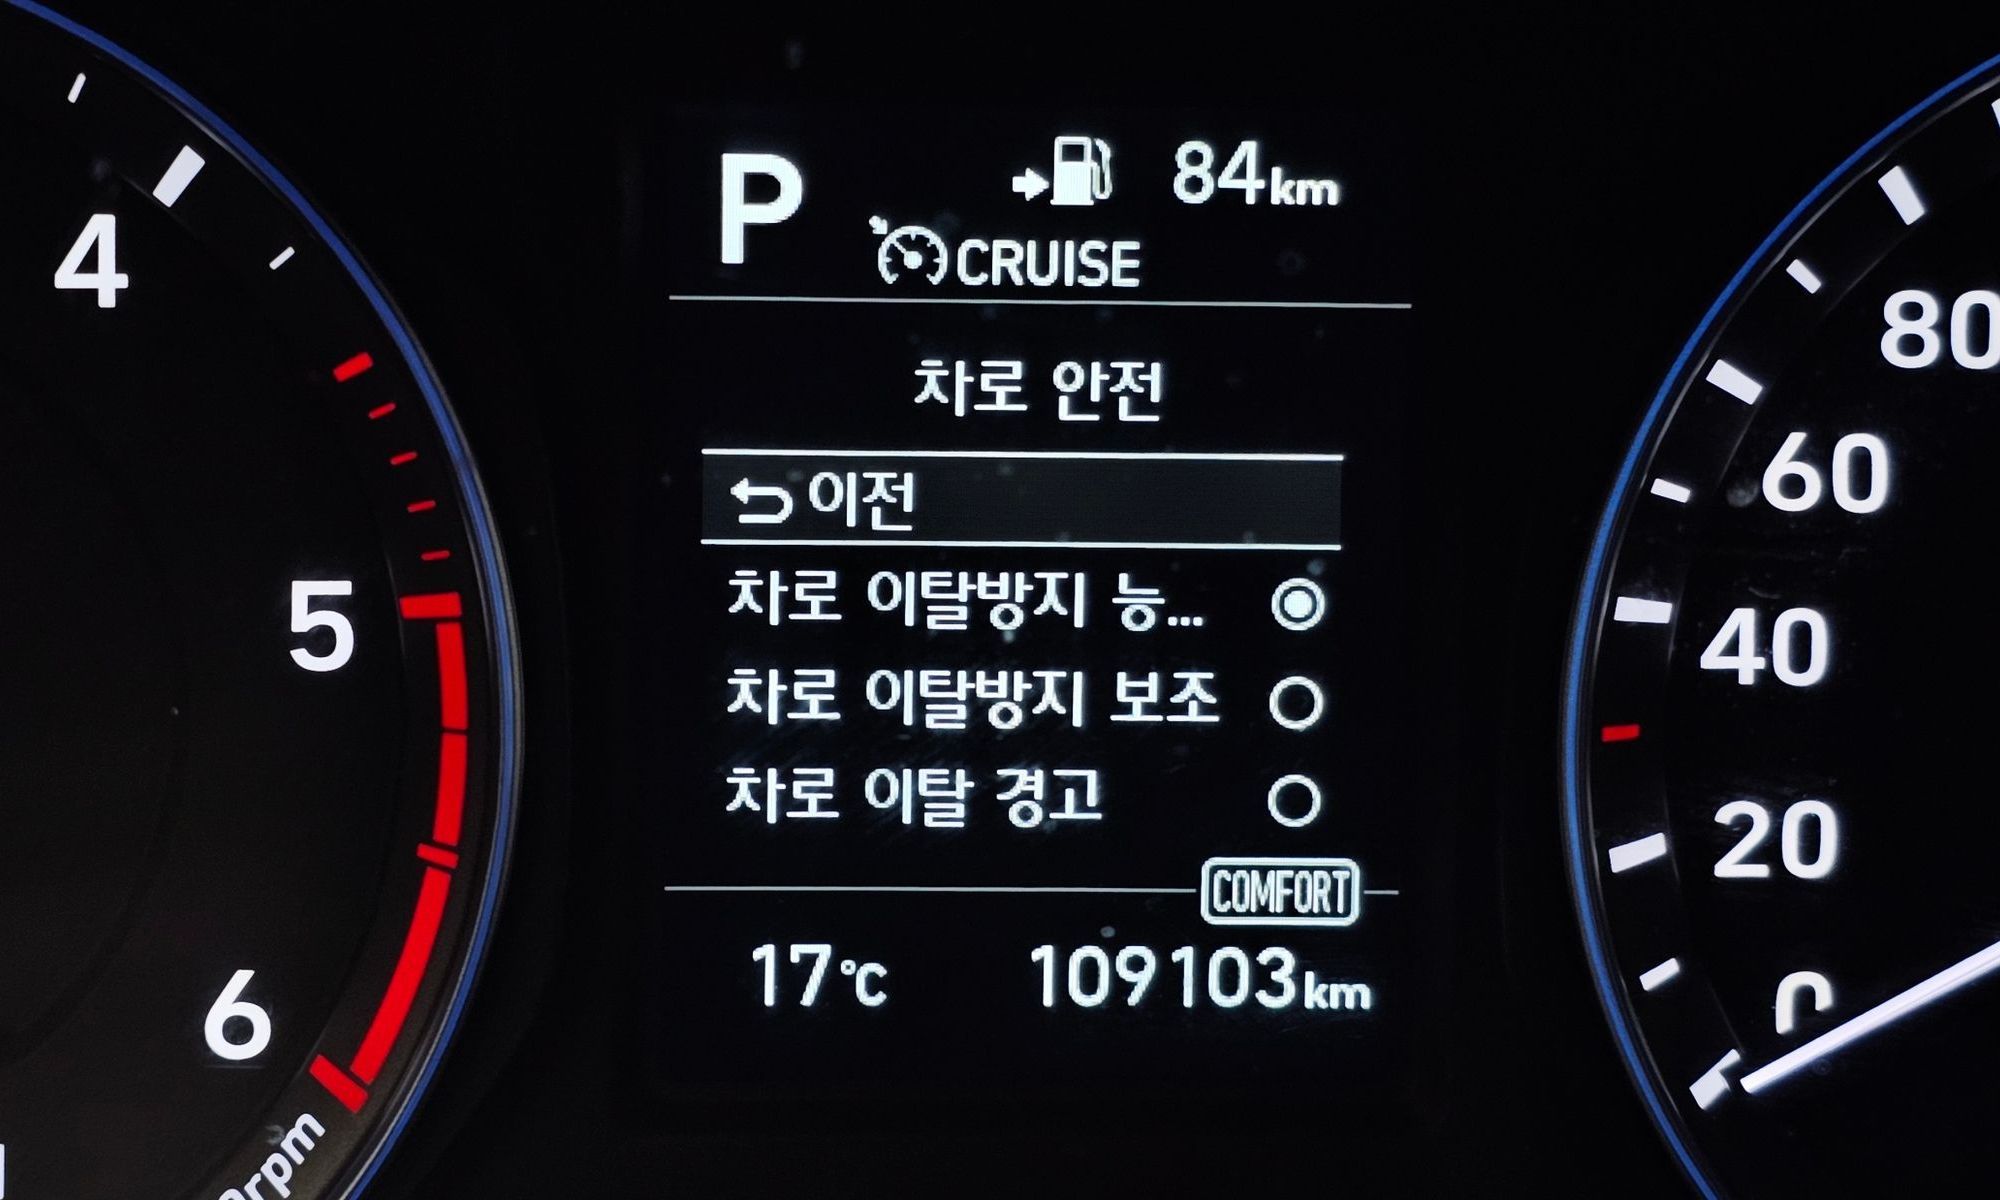 P
84km
CRUISE
차로 안전
이전
차로 이탈방지 능...
차로 이탈방지 보조
차로 이탈 경고
COMFORT
17℃
109103km
4
5
6
rpm
80
60
40
20
0